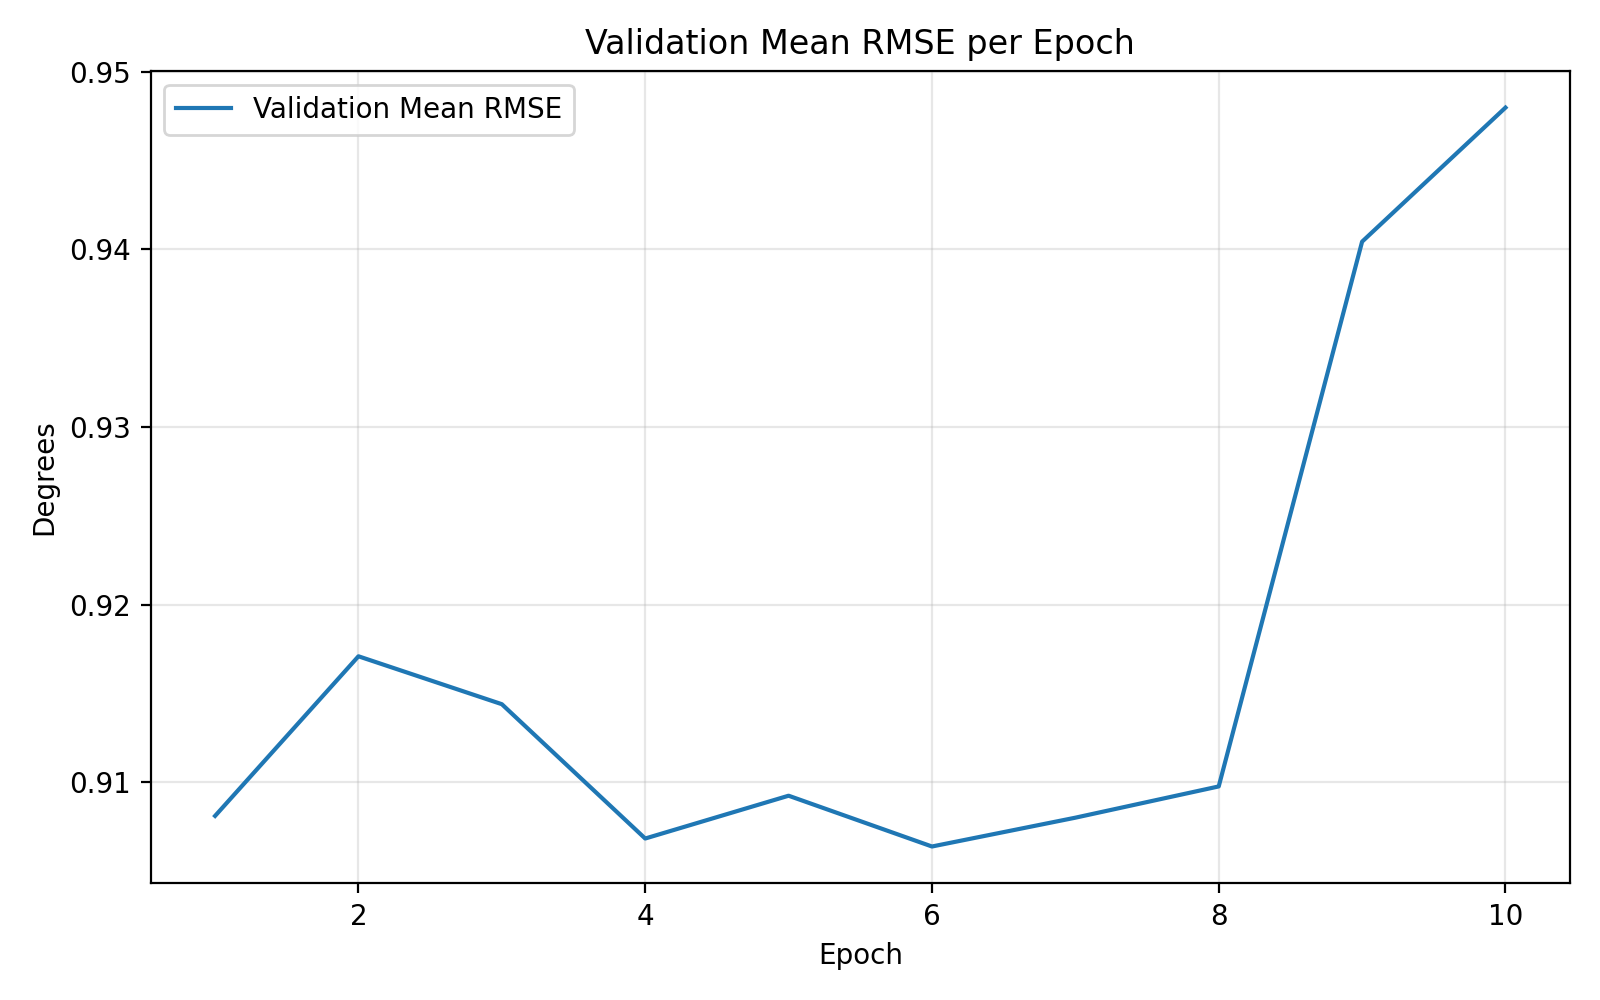 Validation Mean RMSE per Epoch
Validation Mean RMSE
0.95
0.94
0.93
0.92
0.91
Degrees
2 4 6 8 10
Epoch